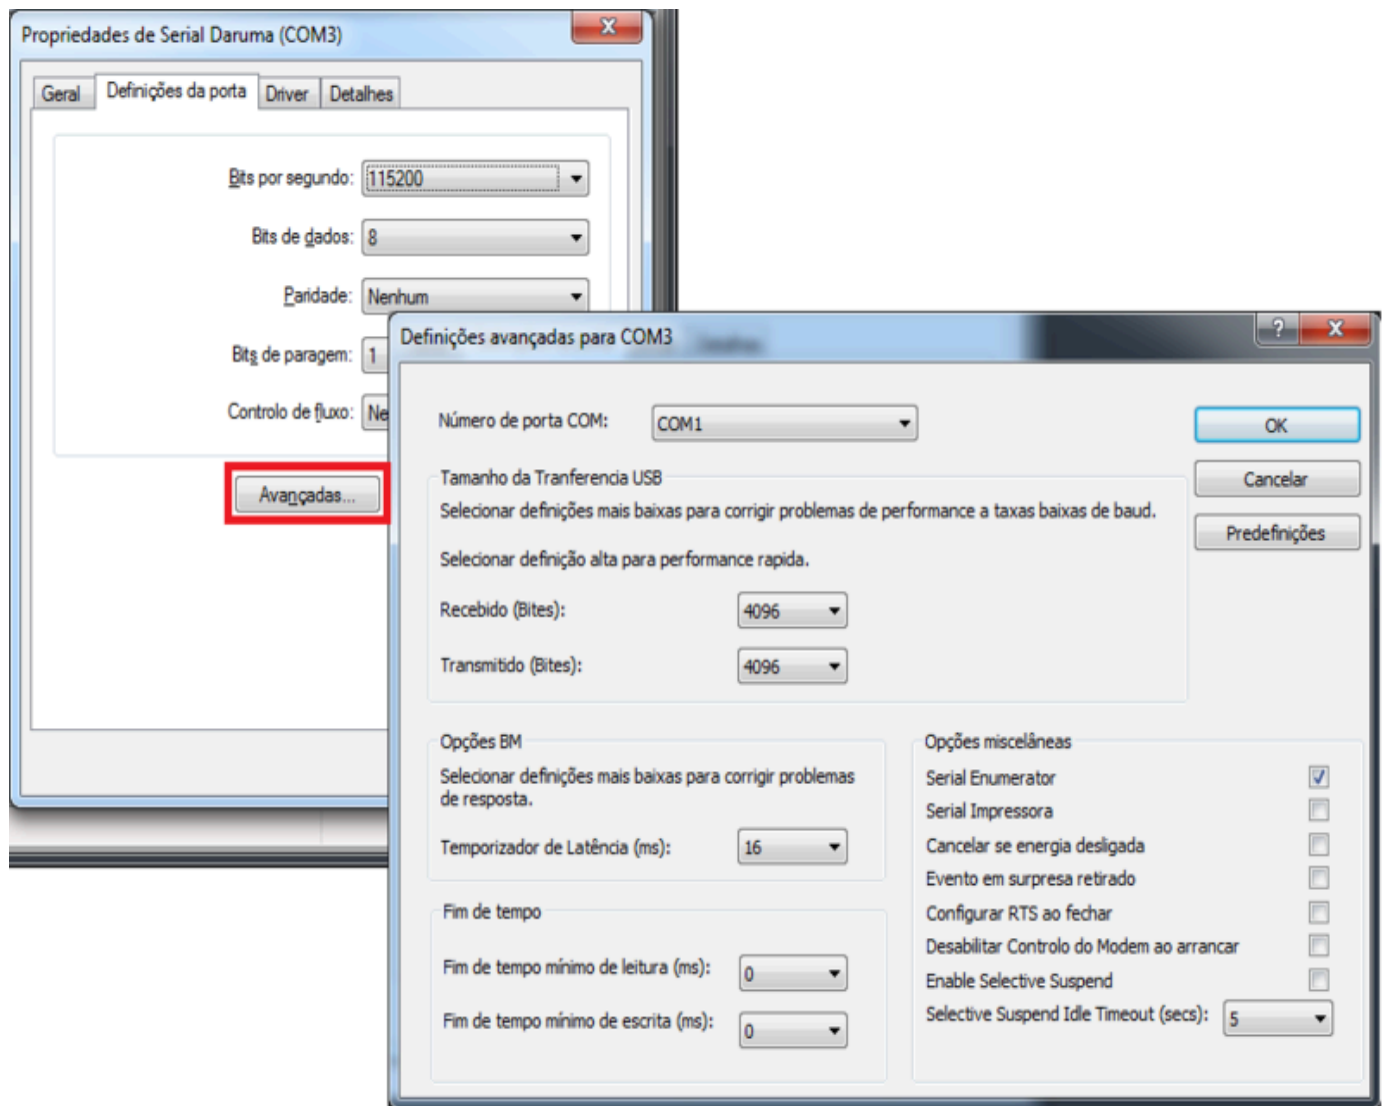 Propriedades de Serial Daruma (COM3)
Geral
Definições da porta
Driver
Detalhes
Bits por segundo: 115200
Bits de dados: 8
Paridade: Nenhum
Bits de paragem: 1
Controlo de fluxo: Ne
Avançadas...
Definições avançadas para COM3
Número de porta COM: COM1
OK
Cancelar
Predefinições
Tamanho da Tranferencia USB
Selecionar definições mais baixas para corrigir problemas de performance a taxas baixas de baud.
Selecionar definição alta para performance rapida.
Recebido (Bites): 4096
Transmitido (Bites): 4096
Opções BM
Selecionar definições mais baixas para corrigir problemas
de resposta.
Temporizador de Latência (ms): 16
Fim de tempo
Fim de tempo mínimo de leitura (ms): 0
Fim de tempo mínimo de escrita (ms): 0
Opções miscelâneas
Serial Enumerator
Serial Impressora
Cancelar se energia desligada
Evento em surpresa retirado
Configurar RTS ao fechar
Desabilitar Controlo do Modem ao arrancar
Enable Selective Suspend
Selective Suspend Idle Timeout (secs): 5